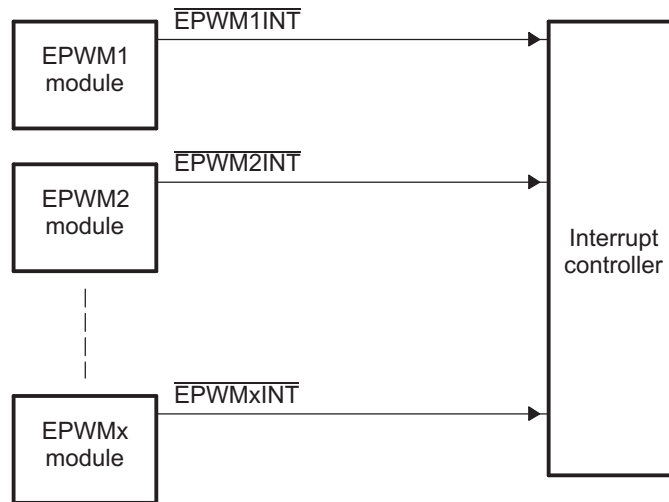 EPWM1INT
EPWM1
module
EPWM2INT
EPWM2
module
Interrupt
controller
EPWMxINT
EPWMx
module